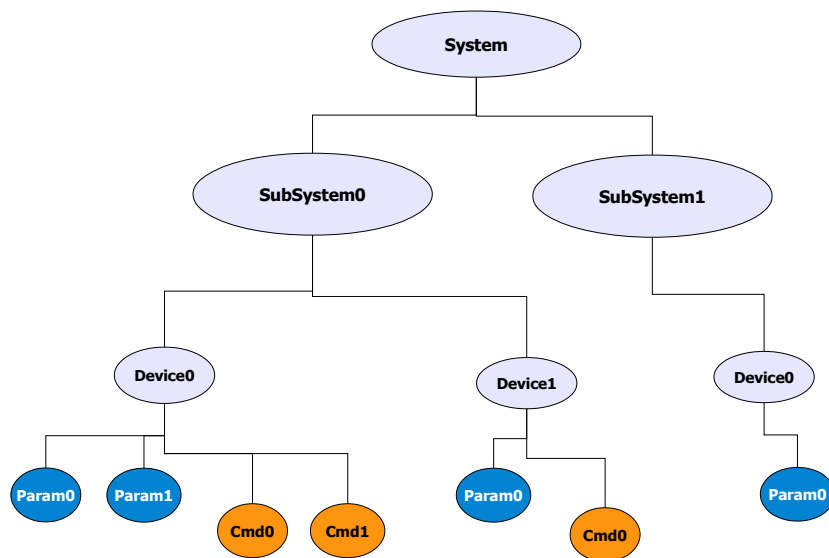 System
SubSystem0
SubSystem1
Device0
Device1
Device0
Param0
Param1
Cmd0
Cmd1
Param0
Cmd0
Param0